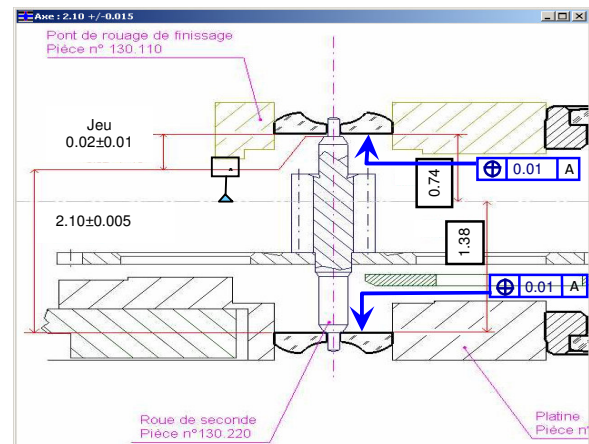 Axe : 2.10 +/-0.015
Pont de rouage de finissage
Pièce n° 130.110
Jeu
0.02±0.01
0.01 A
0.74
2.10±0.005
1.38
0.01 A
Roue de seconde
Pièce n°130.220
Platine
Pièce n°